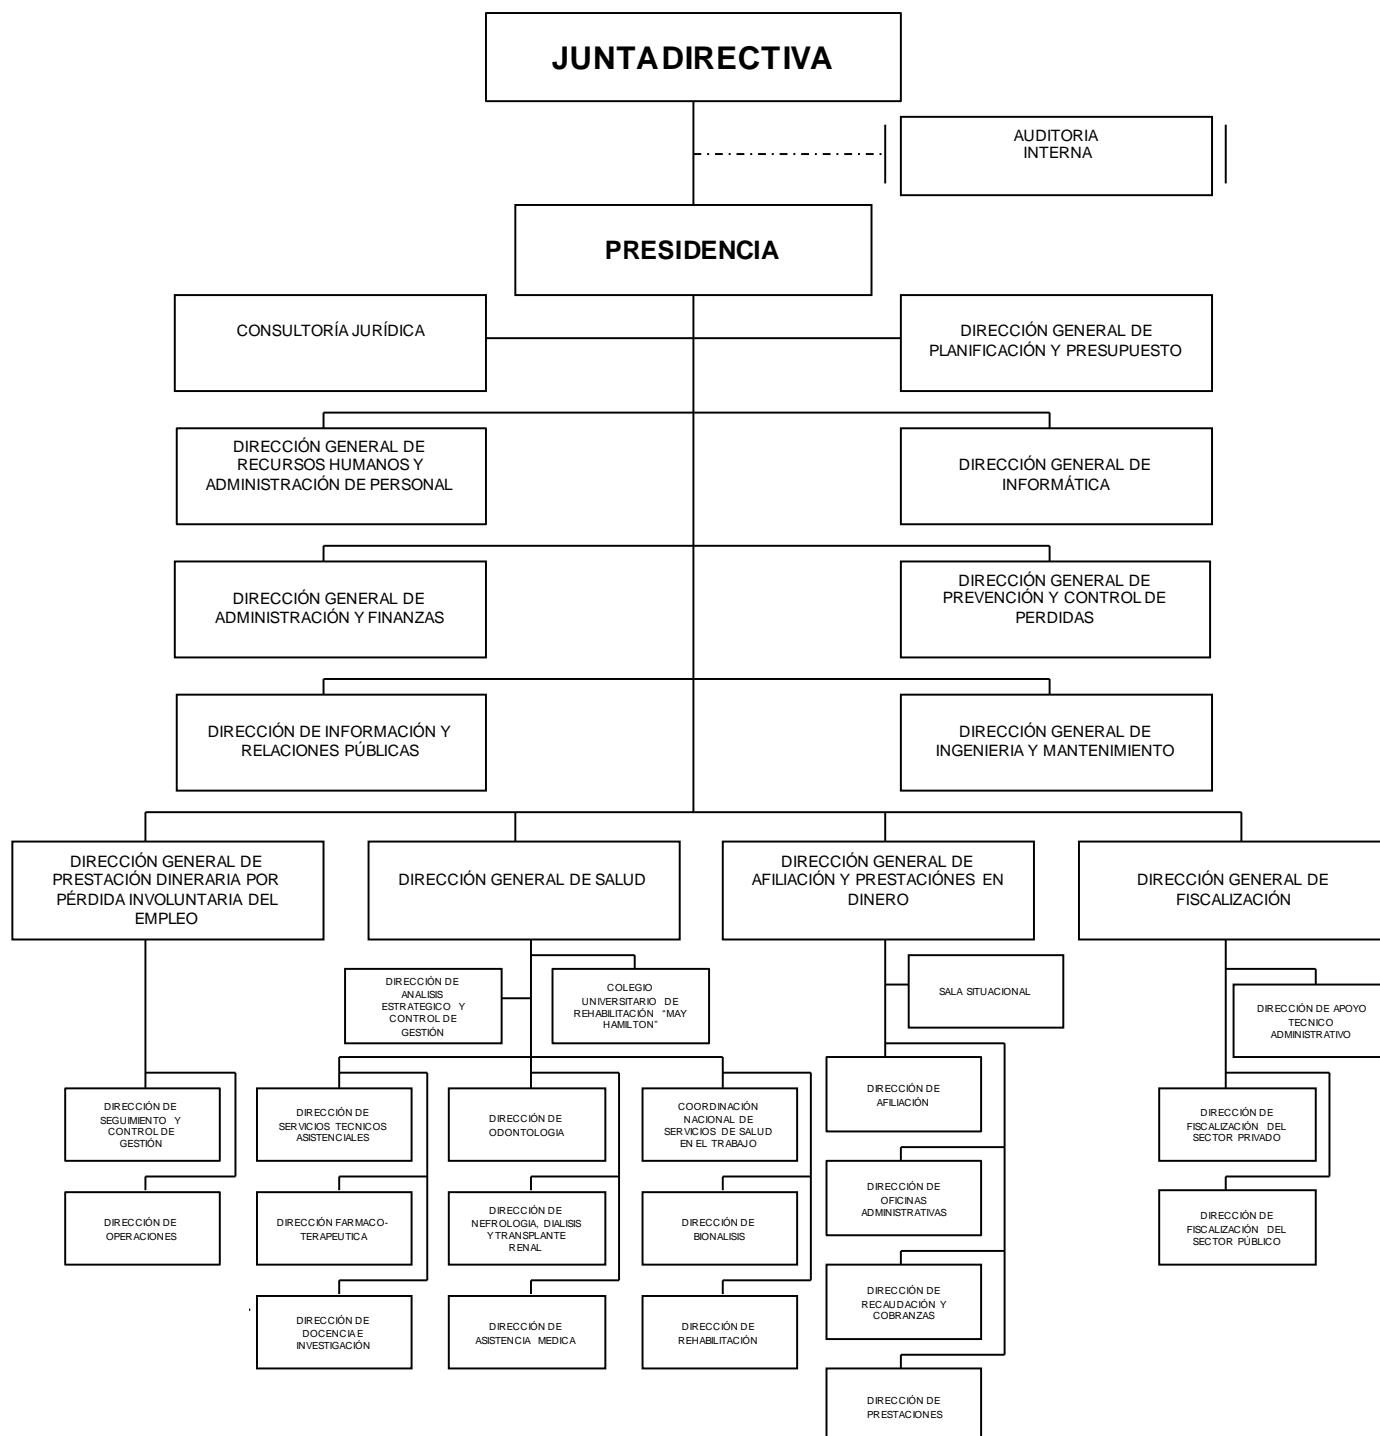 JUNTA DIRECTIVA
AUDITORIA
INTERNA
PRESIDENCIA
CONSULTORÍA JURÍDICA
DIRECCIÓN GENERAL DE
PLANIFICACIÓN Y PRESUPUESTO
DIRECCIÓN GENERAL DE
RECURSOS HUMANOS Y
ADMINISTRACIÓN DE PERSONAL
DIRECCIÓN GENERAL DE
INFORMÁTICA
DIRECCIÓN GENERAL DE
ADMINISTRACIÓN Y FINANZAS
DIRECCIÓN GENERAL DE
PREVENCIÓN Y CONTROL DE
PERDIDAS
DIRECCIÓN DE INFORMACIÓN Y
RELACIONES PÚBLICAS
DIRECCIÓN GENERAL DE
INGENIERIA Y MANTENIMIENTO
DIRECCIÓN GENERAL DE
PRESTACIÓN DINERARIA POR
PÉRDIDA INVOLUNTARIA DEL
EMPLEO
DIRECCIÓN GENERAL DE SALUD
DIRECCIÓN GENERAL DE
AFILIACIÓN Y PRESTACIÓNES EN
DINERO
DIRECCIÓN GENERAL DE
FISCALIZACIÓN
DIRECCIÓN DE
ANALISIS
ESTRATEGICO Y
CONTROL DE
GESTIÓN
COLEGIO
UNIVERSITARIO DE
REHABILITACIÓN “MAY
HAMILTON”
SALA SITUACIONAL
DIRECCIÓN DE APOYO
TECNICO
ADMINISTRATIVO
DIRECCIÓN DE
SEGUIMIENTO Y
CONTROL DE
GESTIÓN
DIRECCIÓN DE
SERVICIOS TECNICOS
ASISTENCIALES
DIRECCIÓN DE
ODONTOLOGIA
COORDINACIÓN
NACIONAL DE
SERVICIOS DE SALUD
EN EL TRABAJO
DIRECCIÓN DE
AFILIACIÓN
DIRECCIÓN DE
FISCALIZACIÓN DEL
SECTOR PRIVADO
DIRECCIÓN DE
OPERACIONES
DIRECCIÓN FARMACO-
TERAPEUTICA
DIRECCIÓN DE
NEFROLOGIA, DIALISIS
Y TRANSPLANTE
RENAL
DIRECCIÓN DE
BIONALISIS
DIRECCIÓN DE
OFICINAS
ADMINISTRATIVAS
DIRECCIÓN DE
FISCALIZACIÓN DEL
SECTOR PÚBLICO
DIRECCIÓN DE
DOCENCIA E
INVESTIGACIÓN
DIRECCIÓN DE
ASISTENCIA MEDICA
DIRECCIÓN DE
REHABILITACIÓN
DIRECCIÓN DE
RECAUDACIÓN Y
COBRANZAS
DIRECCIÓN DE
PRESTACIONES